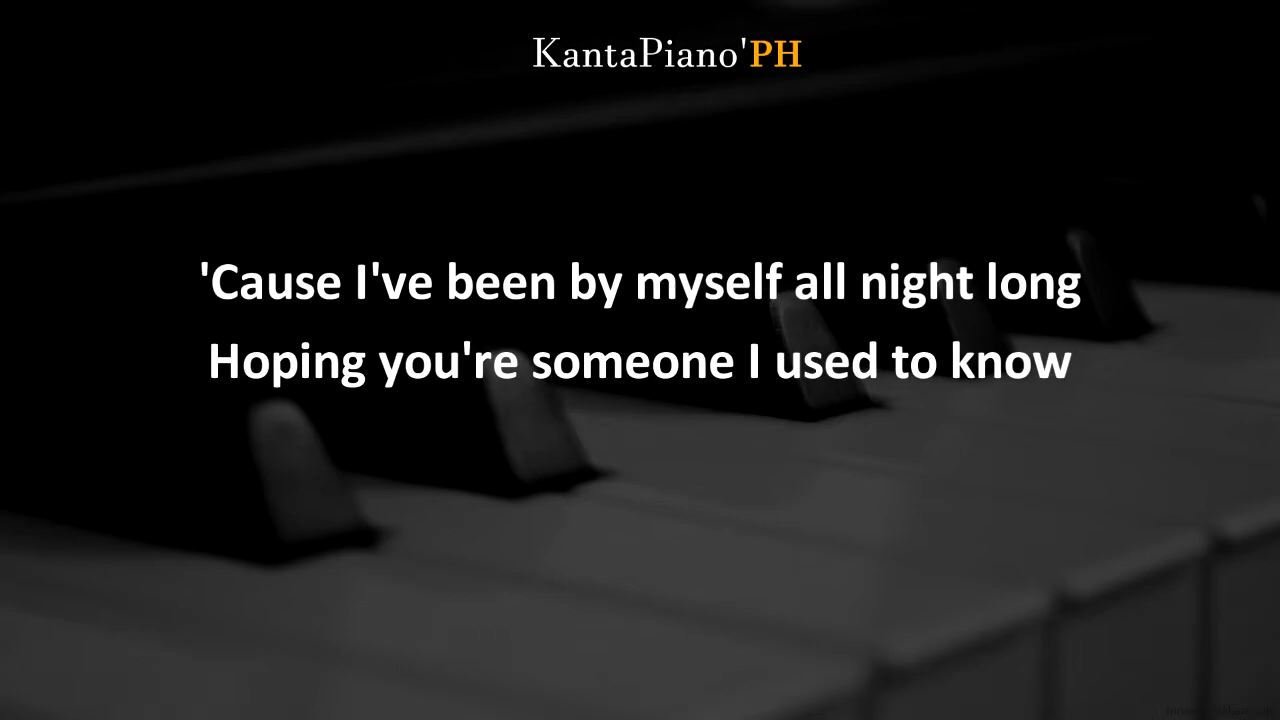 KantaPiano'PH
'Cause I've been by myself all night long
Hoping you're someone I used to know